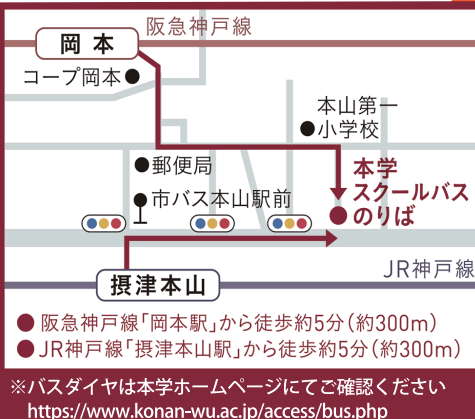 阪急神戸線
岡本
コープ岡本●
本山第一
●小学校
●郵便局
市バス本山駅前
本学
スクールバス
のりば
JR神戸線
摂津本山
● 阪急神戸線「岡本駅」から徒歩約5分（約300m）
● JR神戸線「摂津本山駅」から徒歩約5分（約300m）
※バスダイヤは本学ホームページにてご確認ください
https://www.konan-wu.ac.jp/access/bus.php